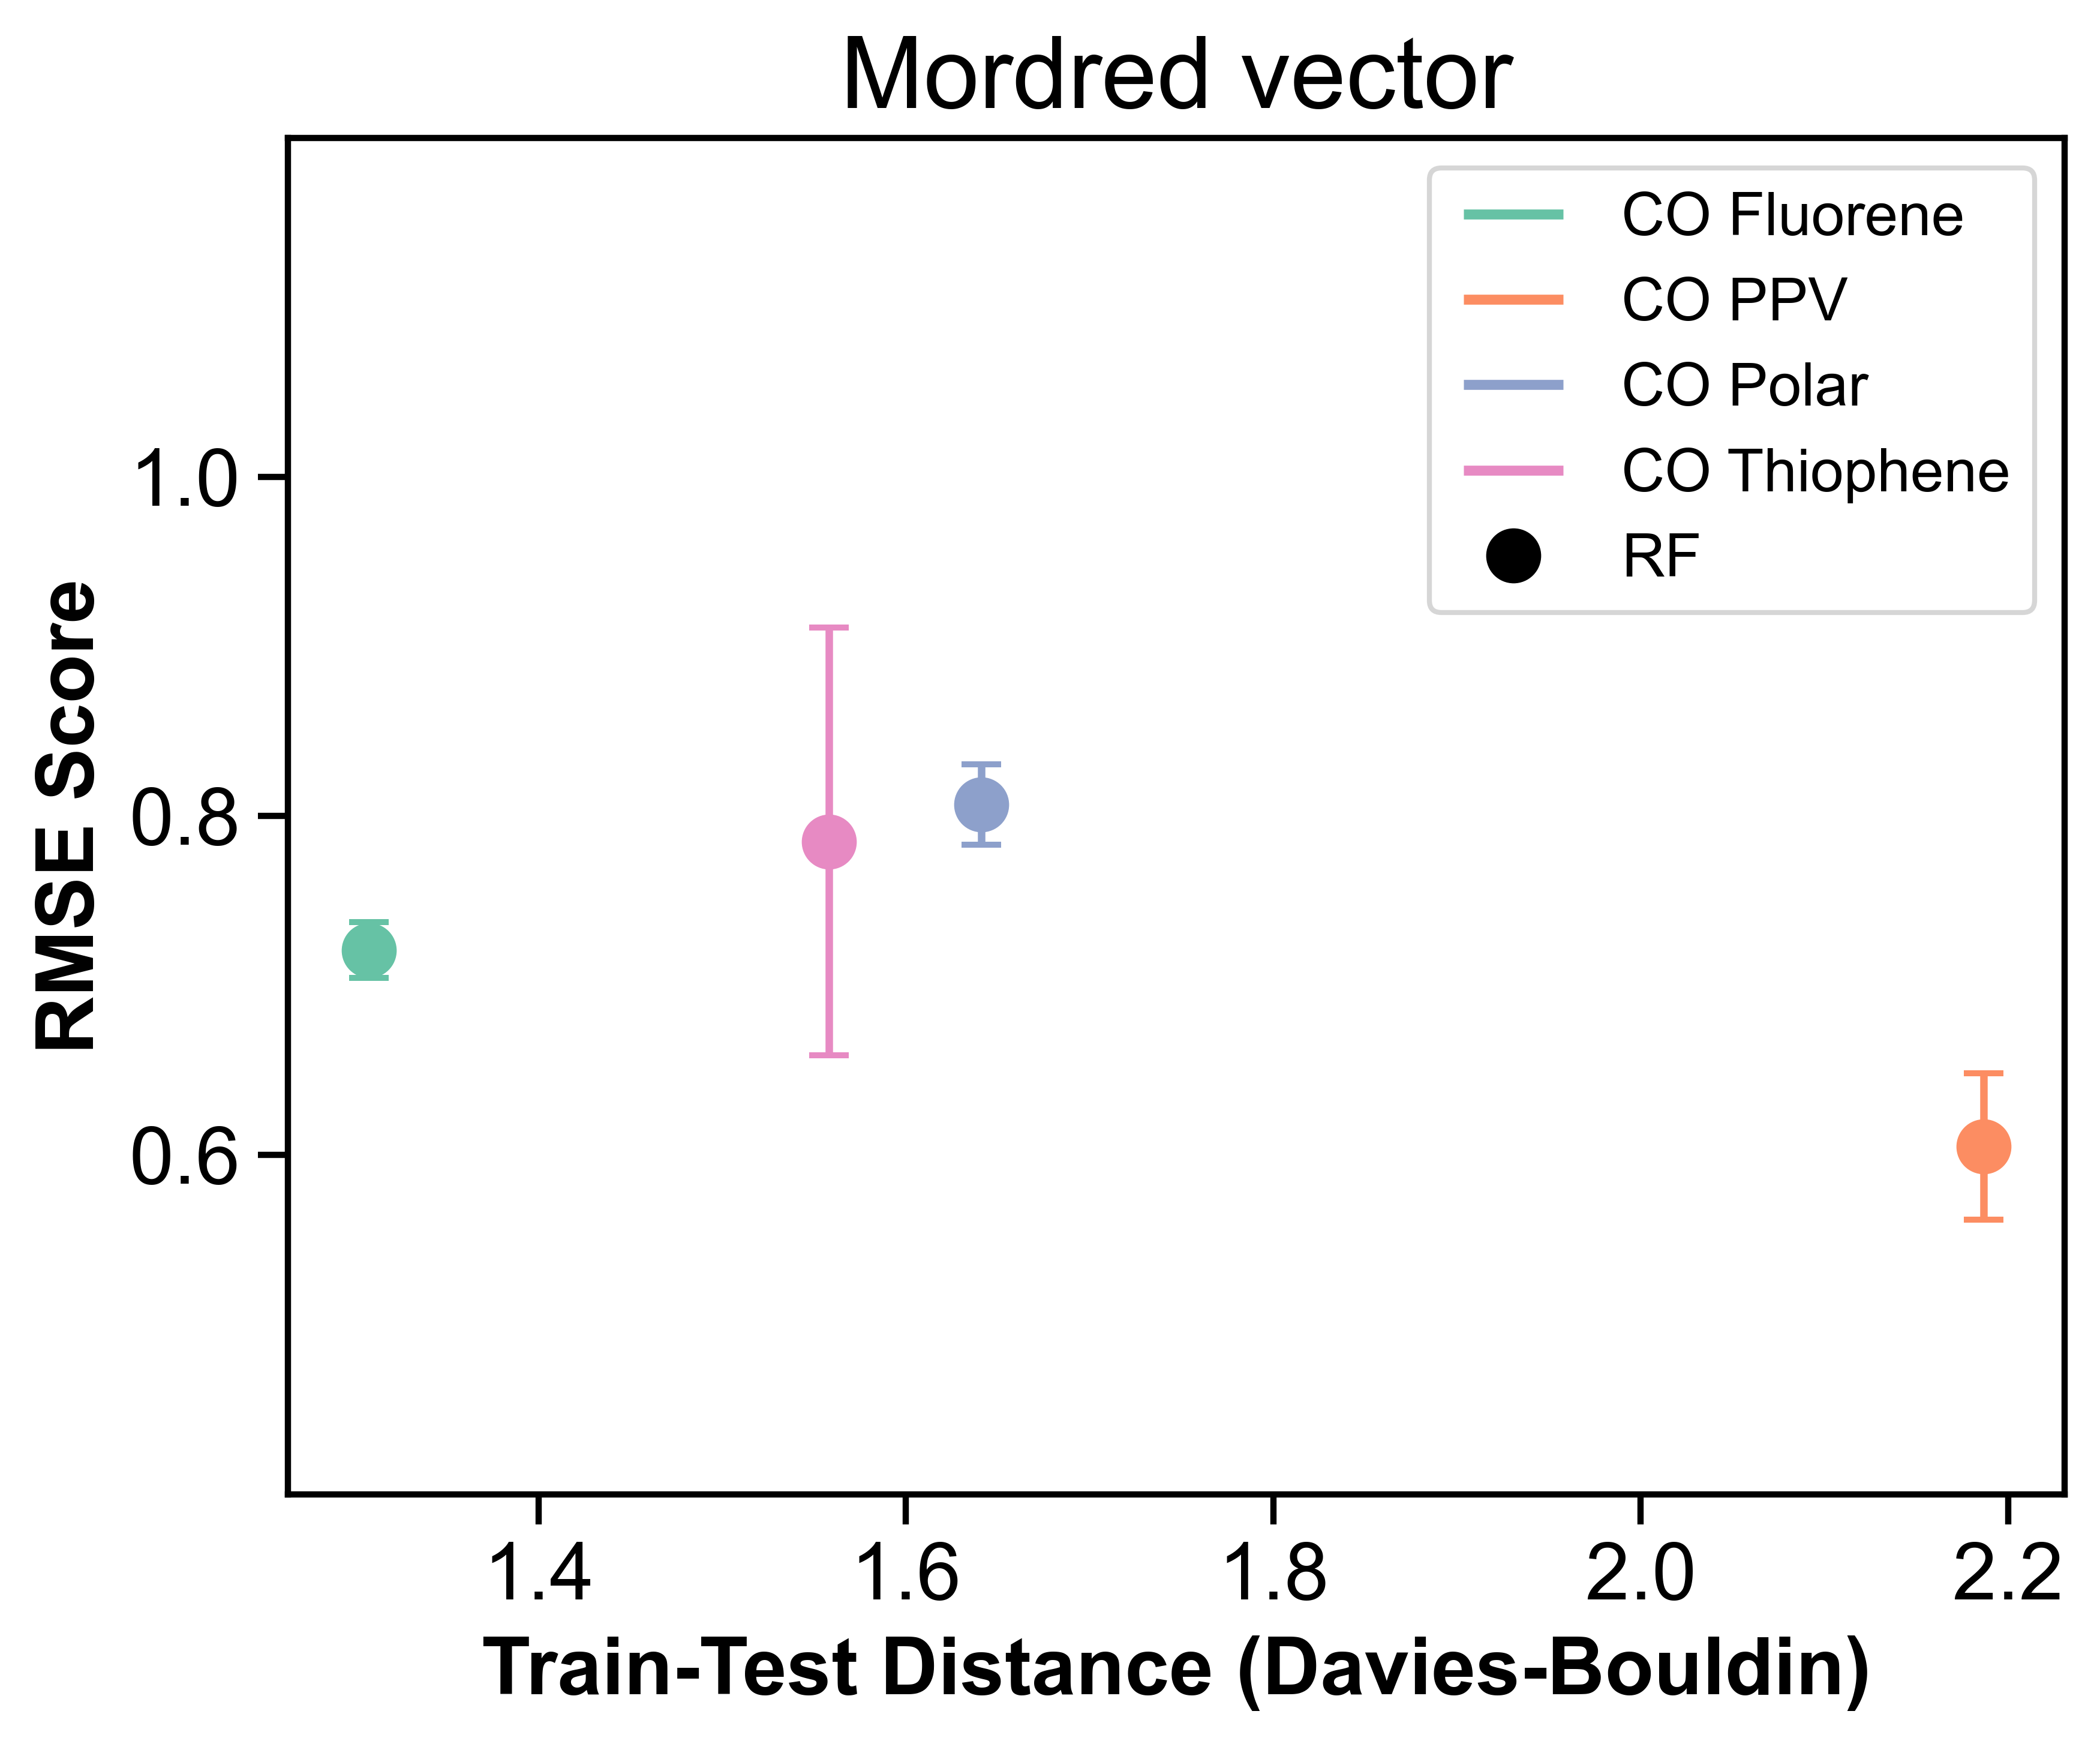 Mordred vector
CO Fluorene
CO PPV
CO Polar
CO Thiophene
RF
RMSE Score
1.0
0.8
0.6
1.4 1.6 1.8 2.0 2.2
Train-Test Distance (Davies-Bouldin)